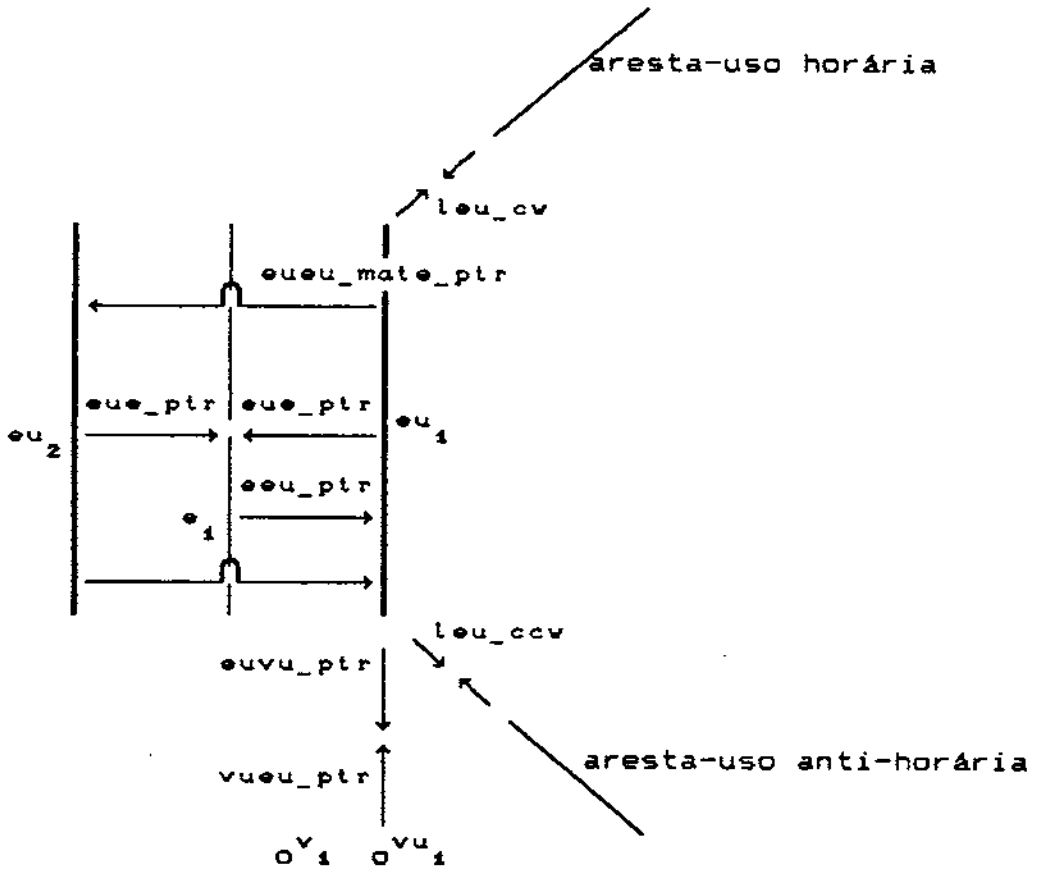 aresta-uso horária
leu_cw
eueu_mate_ptr
eue_ptr eue_ptr
eu2 eu1
eeu_ptr
e1
leu_ccw
euvu_ptr
aresta-uso anti-horária
vueu_ptr
v1 vu1